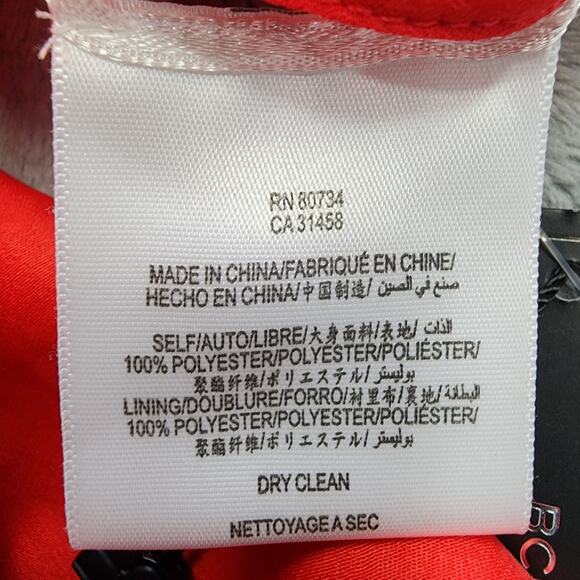 RN 80734
CA 31458
MADE IN CHINA/FABRIQUÉ EN CHINE/
HECHO EN CHINA/中国制造/ صنع في الصين
SELF/AUTO/LIBRE/大身面料/表地/ الذات
100% POLYESTER/POLYESTER/POLIÉSTER/
聚酯纤维/ポリエステル/ بوليستر
LINING/DOUBLURE/FORRO/衬里布/裏地/ البطانة/
100% POLYESTER/POLYESTER/POLIÉSTER/
聚酯纤维/ポリエステル/ بوليستر
DRY CLEAN
NETTOYAGE A SEC
BC